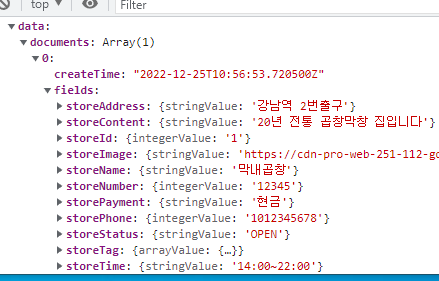 top
Filter
data:
documents: Array(1)
0:
createTime: "2022-12-25T10:56:53.720500Z"
fields:
storeAddress: {stringValue: '강남역 2번출구'}
storeContent: {stringValue: '20년 전통 곱창막창 집입니다'}
storeId: {integerValue: '1'}
storeImage: {stringValue: 'https://cdn-pro-web-251-112-go
storeName: {stringValue: '막내곱창'}
storeNumber: {integerValue: '12345'}
storePayment: {stringValue: '현금'}
storePhone: {integerValue: '1012345678'}
storeStatus: {stringValue: 'OPEN'}
storeTag: {arrayValue: {…}}
storeTime: {stringValue: '14:00~22:00'}